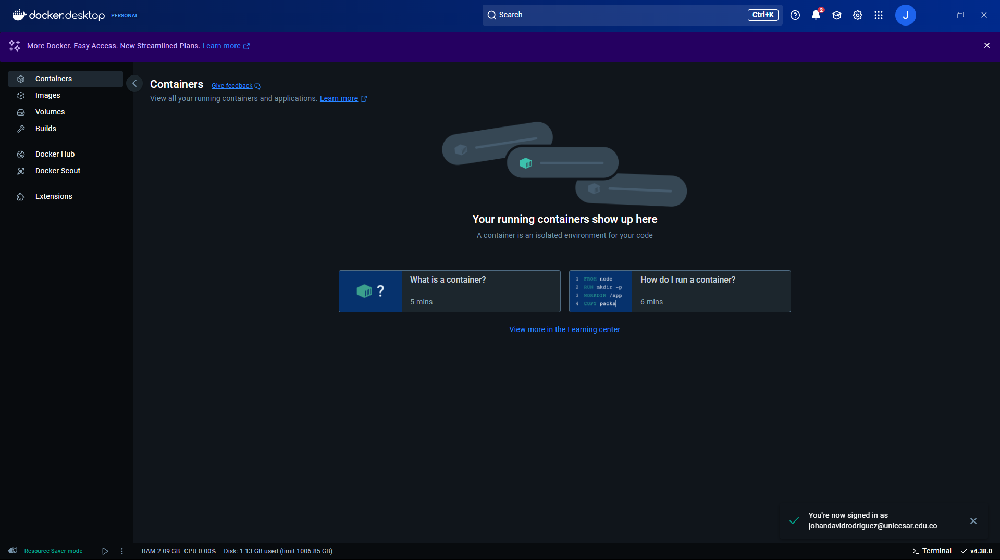 docker.desktop PERSONAL
Search
Ctrl+K
2
J
More Docker. Easy Access. New Streamlined Plans. Learn more
Containers
Images
Volumes
Builds
Docker Hub
Docker Scout
Extensions
Containers
Give feedback
View all your running containers and applications. Learn more
Your running containers show up here
A container is an isolated environment for your code
?
What is a container?
5 mins
1 FROM node
2 RUN mkdir -p
3 WORKDIR /app
4 COPY packa
How do I run a container?
6 mins
View more in the Learning center
You're now signed in as
johandavidrodriguez@unicesar.edu.co
Resource Saver mode
RAM 2.09 GB CPU 0.00% Disk: 1.13 GB used (limit 1006.85 GB)
>_ Terminal
v4.38.0